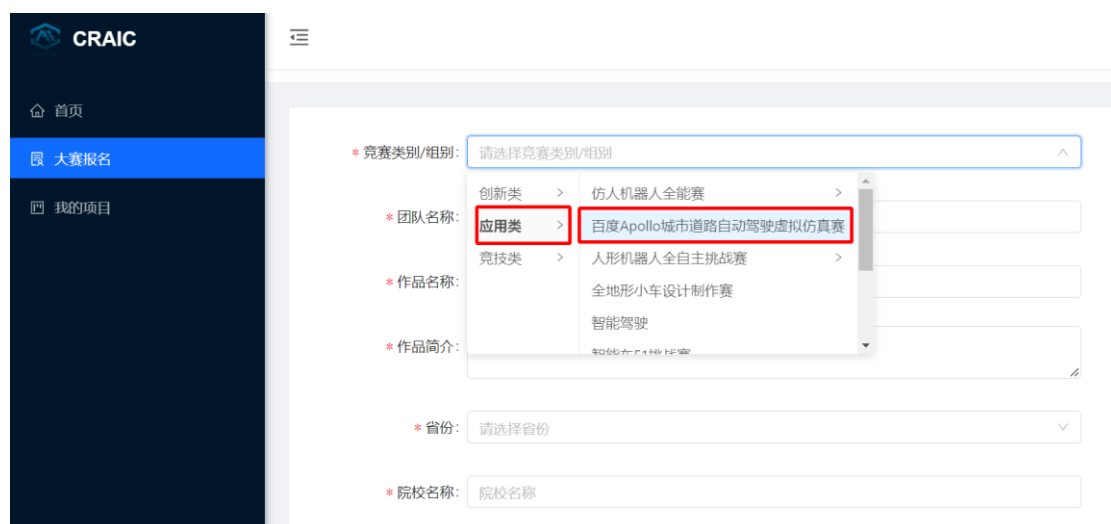 CRAIC
首页
大赛报名
我的项目
* 竞赛类别/组别: 请选择竞赛类别/组别
创新类 > 仿人机器人全能赛 >
* 团队名称:
应用类 > 百度Apollo城市道路自动驾驶虚拟仿真赛
竞技类 > 人形机器人全自主挑战赛 >
* 作品名称:
全地形小车设计制作赛
智能驾驶
* 作品简介:
* 省份: 请选择省份
* 院校名称: 院校名称